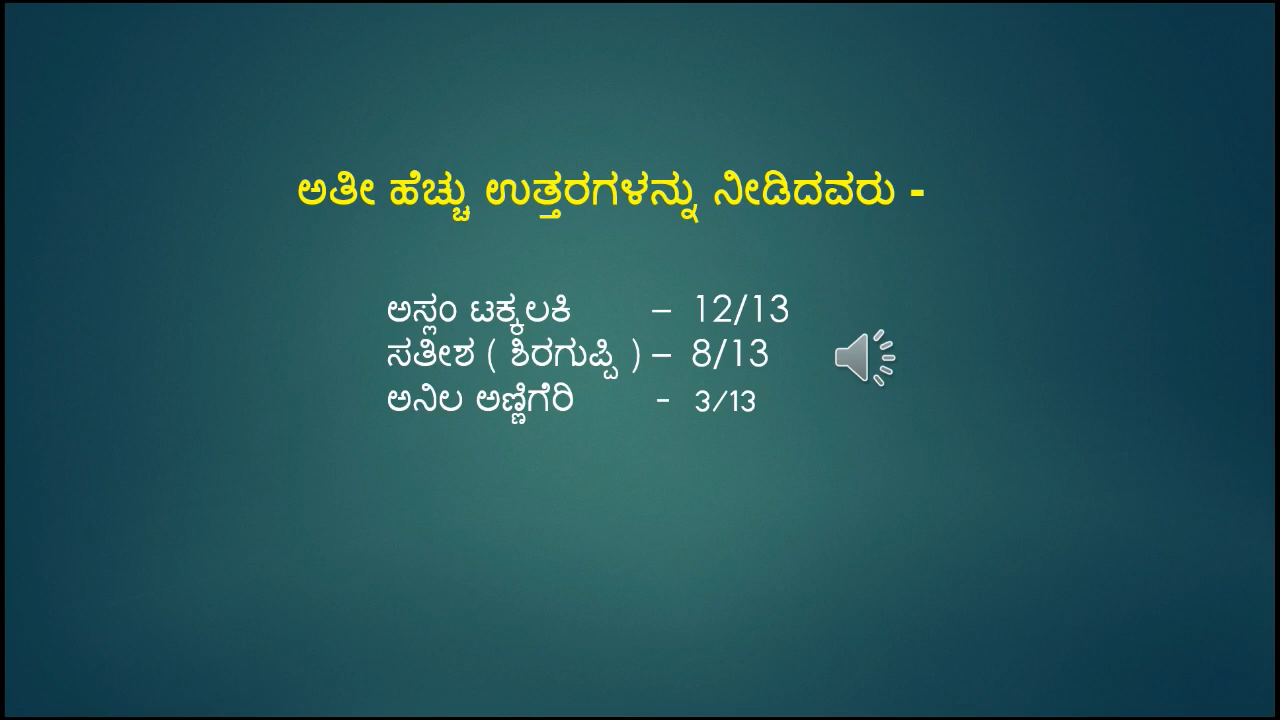 ಅತೀ ಹೆಚ್ಚು ಉತ್ತರಗಳನ್ನು ನೀಡಿದವರು -
ಅಸ್ಲಂ ಟಕ್ಕಲಕಿ – 12/13
ಸತೀಶ ( ಶಿರಗುಪ್ಪಿ ) – 8/13
ಅನಿಲ ಅಣ್ಣಿಗೆರಿ - 3/13